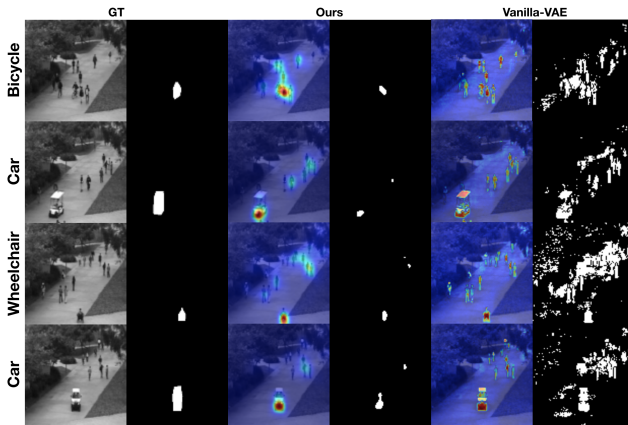 GT Ours Vanilla-VAE
Bicycle
Car
Wheelchair
Car